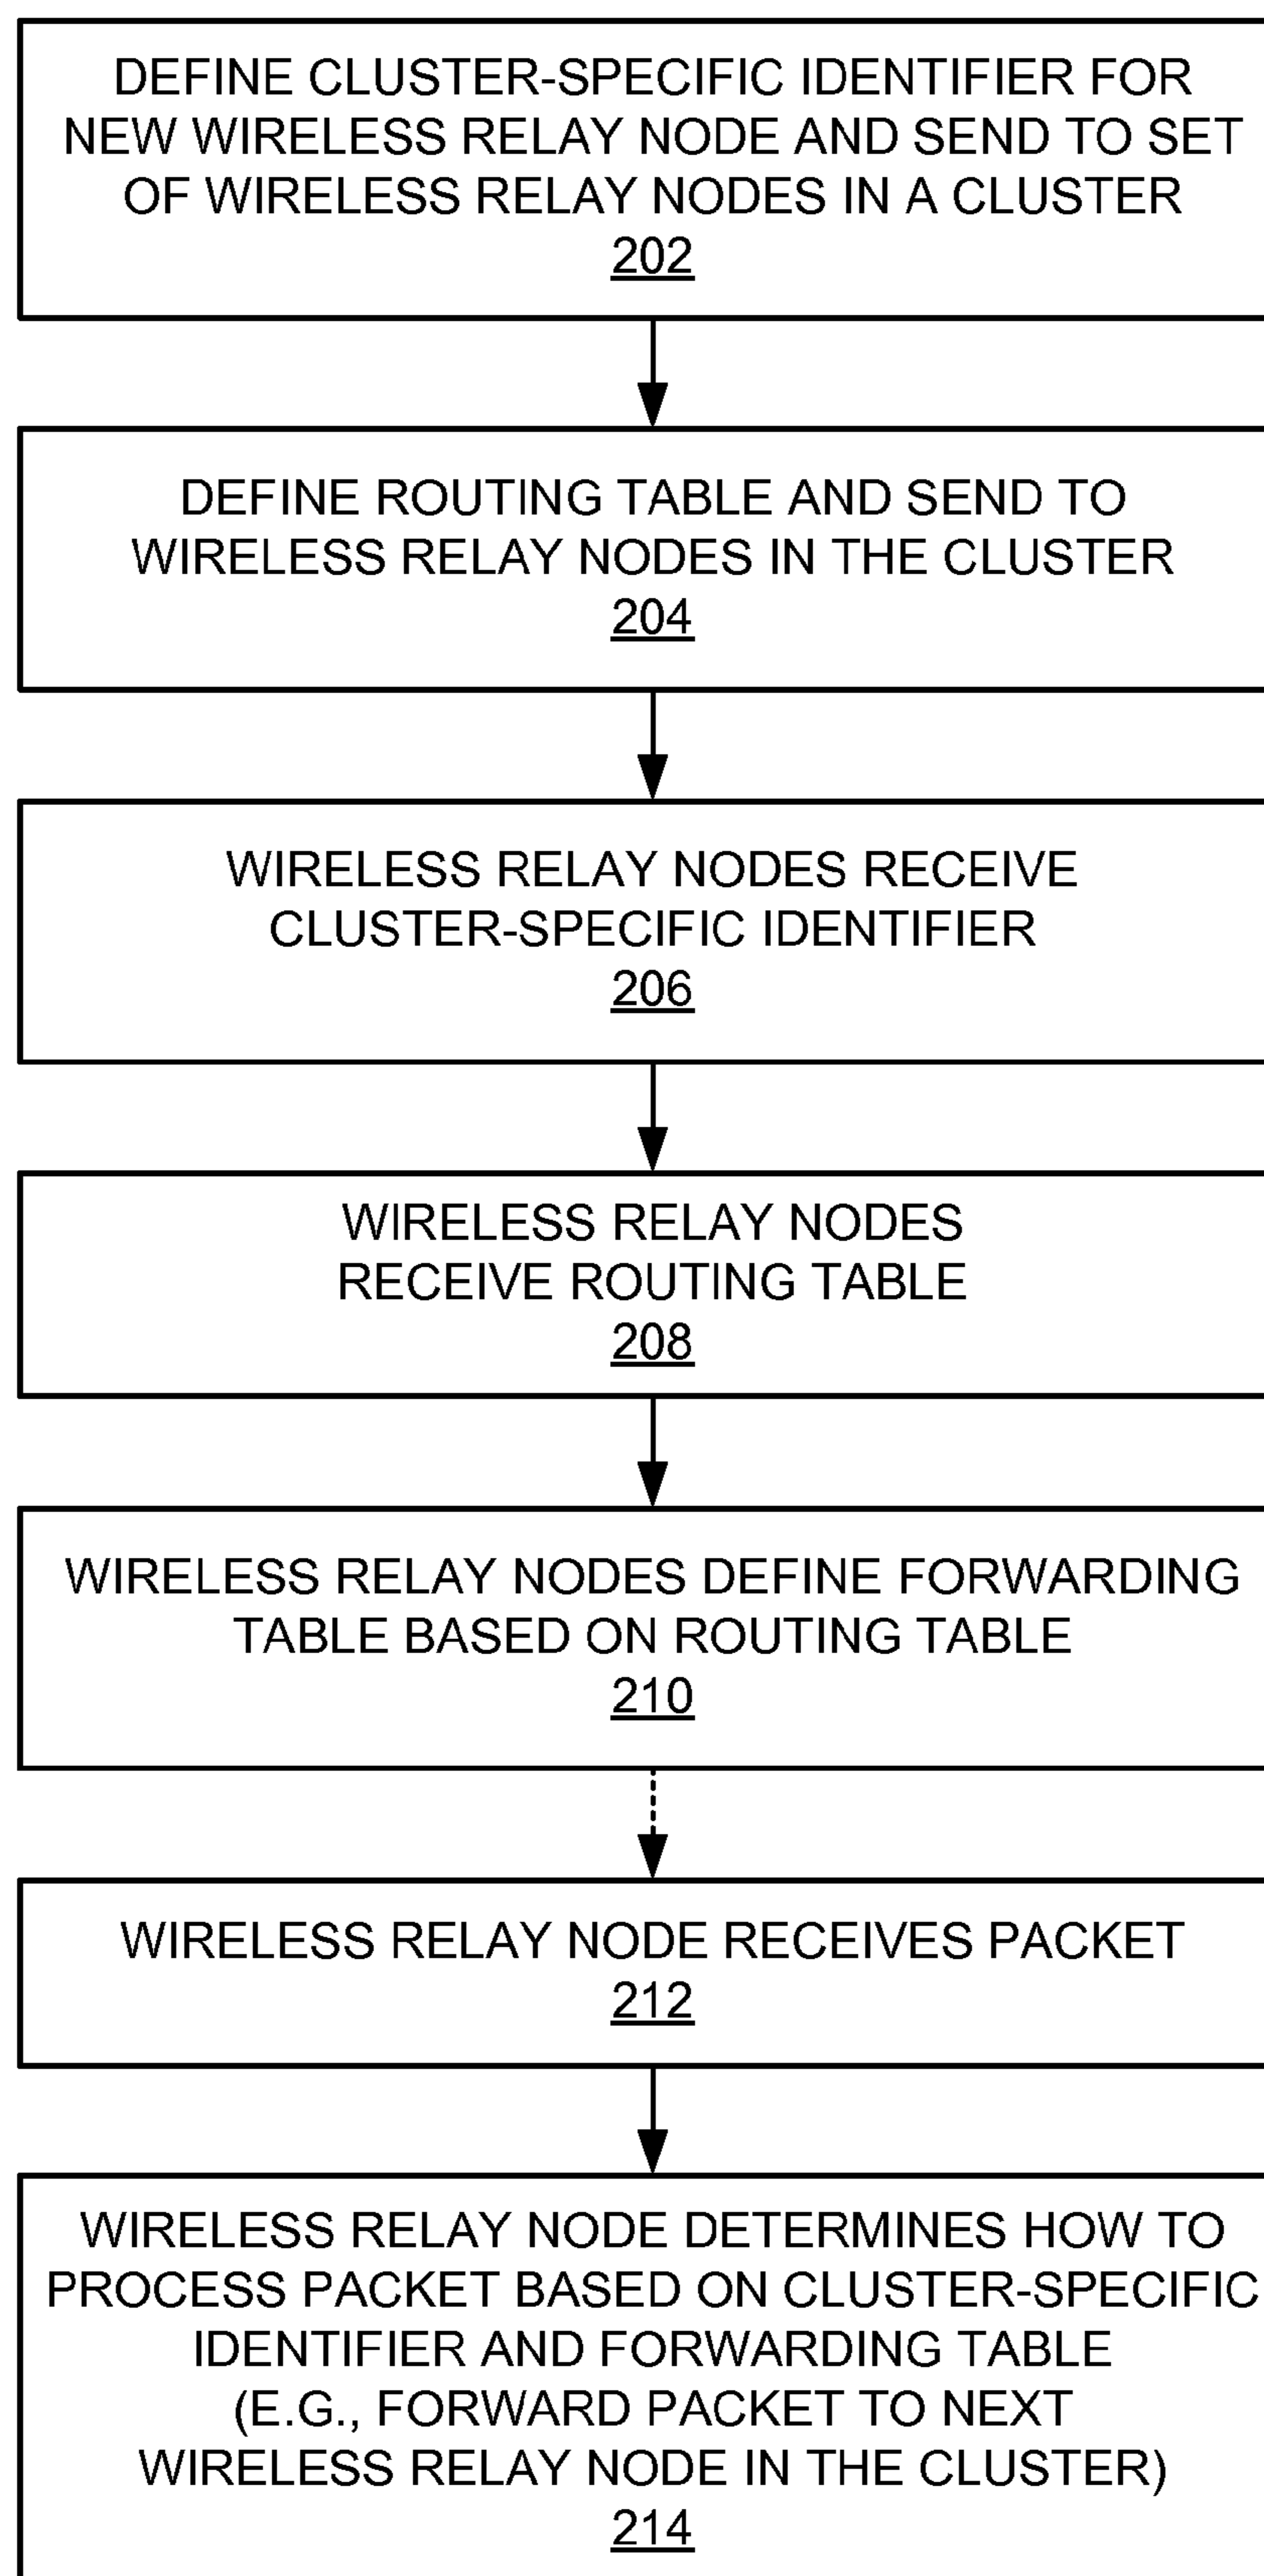 DEFINE CLUSTER-SPECIFIC IDENTIFIER FOR
NEW WIRELESS RELAY NODE AND SEND TO SET
OF WIRELESS RELAY NODES IN A CLUSTER
202
DEFINE ROUTING TABLE AND SEND TO
WIRELESS RELAY NODES IN THE CLUSTER
204
WIRELESS RELAY NODES RECEIVE
CLUSTER-SPECIFIC IDENTIFIER
206
WIRELESS RELAY NODES
RECEIVE ROUTING TABLE
208
WIRELESS RELAY NODES DEFINE FORWARDING
TABLE BASED ON ROUTING TABLE
210
WIRELESS RELAY NODE RECEIVES PACKET
212
WIRELESS RELAY NODE DETERMINES HOW TO
PROCESS PACKET BASED ON CLUSTER-SPECIFIC
IDENTIFIER AND FORWARDING TABLE
(E.G., FORWARD PACKET TO NEXT
WIRELESS RELAY NODE IN THE CLUSTER)
214